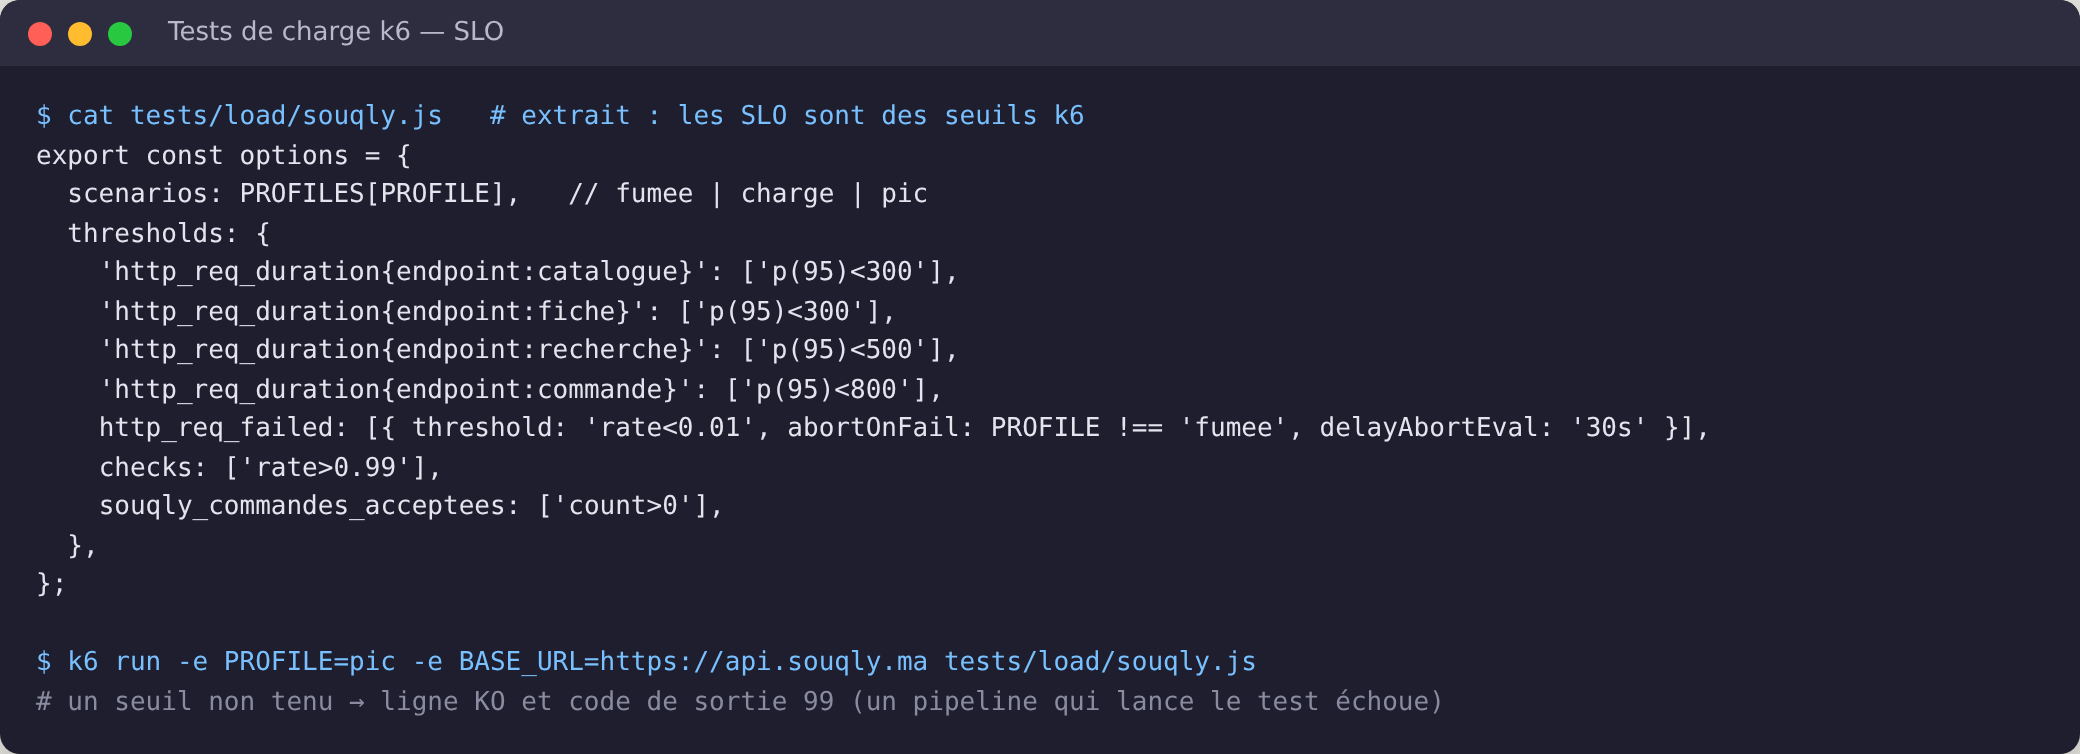 Tests de charge k6 — SLO
$ cat tests/load/souqly.js   # extrait : les SLO sont des seuils k6
export const options = {
  scenarios: PROFILES[PROFILE],   // fumee | charge | pic
  thresholds: {
    'http_req_duration{endpoint:catalogue}': ['p(95)<300'],
    'http_req_duration{endpoint:fiche}': ['p(95)<300'],
    'http_req_duration{endpoint:recherche}': ['p(95)<500'],
    'http_req_duration{endpoint:commande}': ['p(95)<800'],
    http_req_failed: [{ threshold: 'rate<0.01', abortOnFail: PROFILE !== 'fumee', delayAbortEval: '30s' }],
    checks: ['rate>0.99'],
    souqly_commandes_acceptees: ['count>0'],
  },
};
$ k6 run -e PROFILE=pic -e BASE_URL=https://api.souqly.ma tests/load/souqly.js
# un seuil non tenu → ligne KO et code de sortie 99 (un pipeline qui lance le test échoue)